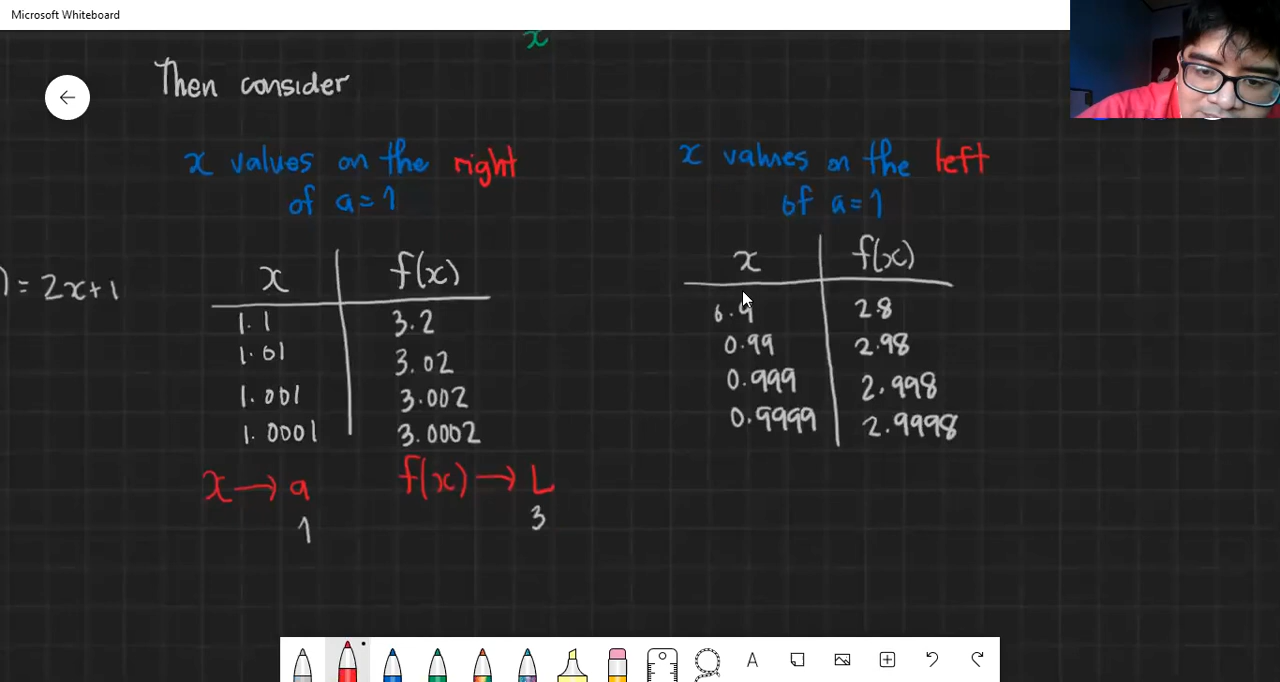 Microsoft Whiteboard
x
Then consider
x values on the right
of a=1
x values on the left
of a=1
) = 2x+1
x f(x)
1.1 3.2
1.01 3.02
1.001 3.002
1.0001 3.0002
x → a f(x) → L
1 3
x f(x)
0.9 2.8
0.99 2.98
0.999 2.998
0.9999 2.9998
A